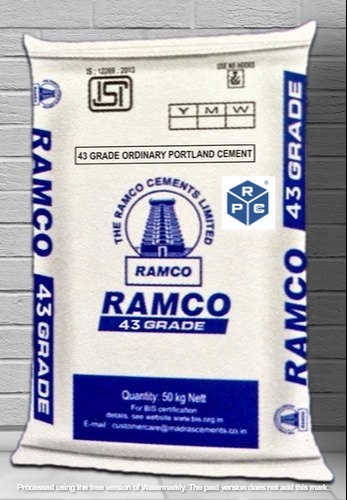 IS : 12269 : 2013
USE NO HOOKS
ISI
Y M W
43 GRADE ORDINARY PORTLAND CEMENT
THE RAMCO CEMENTS LIMITED
RAMCO
R
P C
RAMCO
43 GRADE
Quantity: 50 kg Nett
For BIS certification
details, see website www.bis.org.in
E-mail : customercare@madrascements.co.in
RAMCO 43 GRADE
RAMCO 43 GRADE
Processed using the free version of Watermarkly. The paid version does not add this mark.